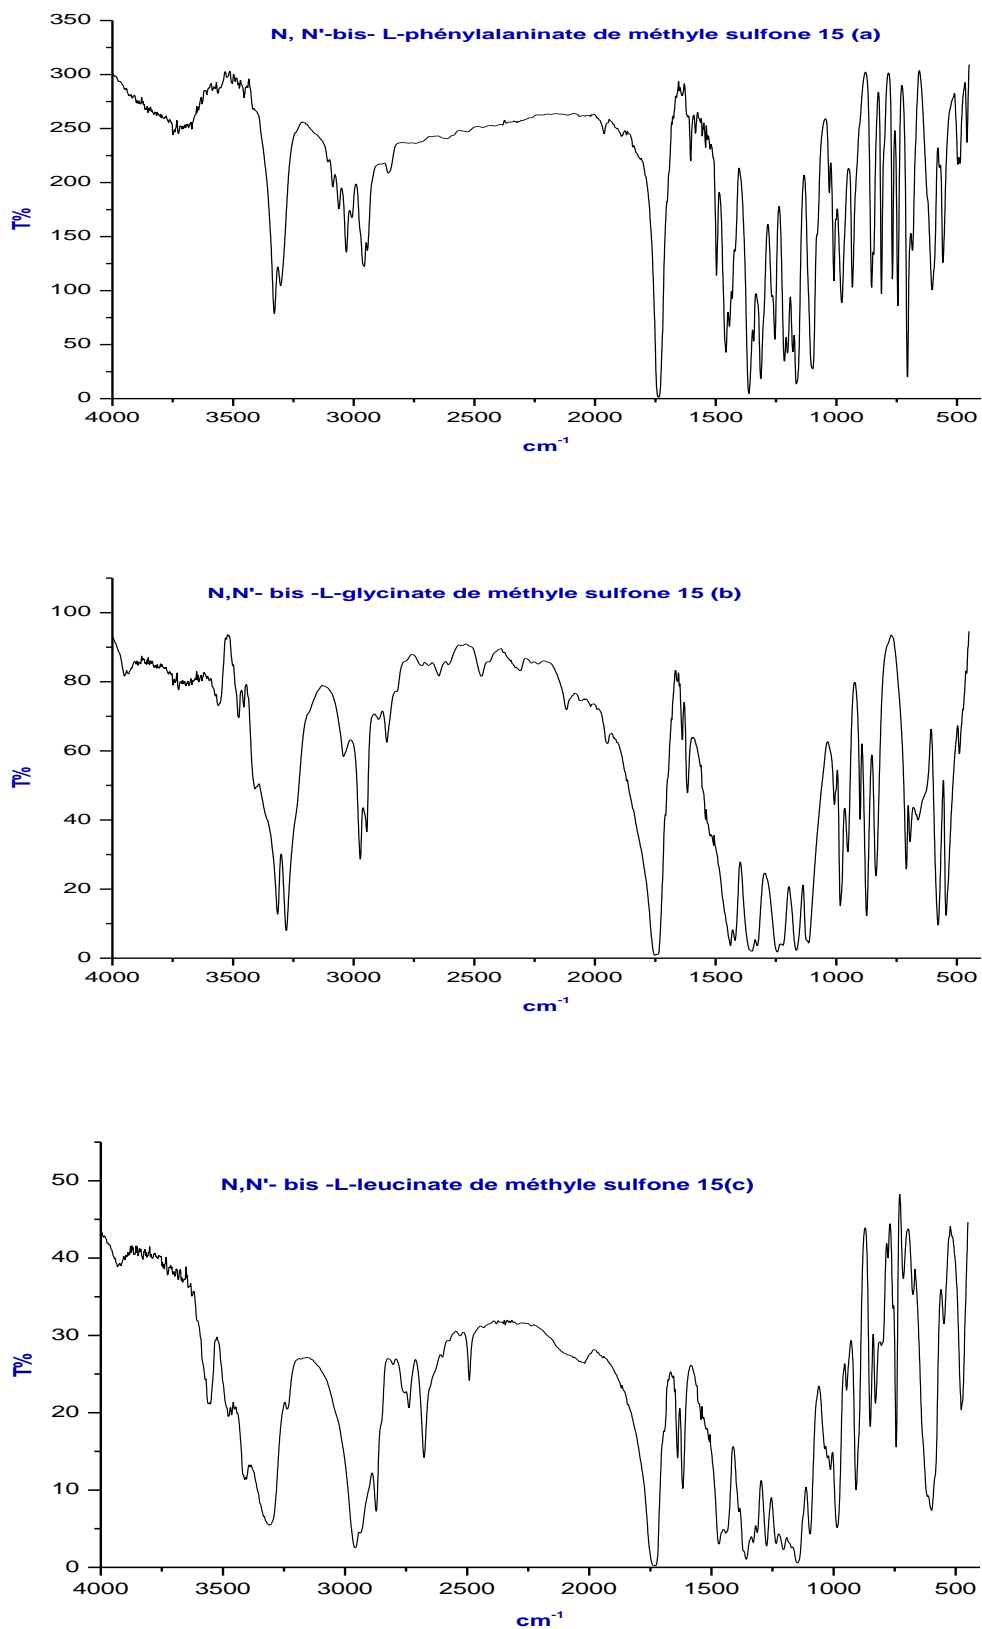 N, N'-bis- L-phénylalaninate de méthyle sulfone 15 (a)
350
300
250
200
150
100
50
0
T%
4000 3500 3000 2500 2000 1500 1000 500
cm-1
N,N'- bis -L-glycinate de méthyle sulfone 15 (b)
100
80
60
40
20
0
T%
4000 3500 3000 2500 2000 1500 1000 500
cm-1
N,N'- bis -L-leucinate de méthyle sulfone 15(c)
50
40
30
20
10
0
T%
4000 3500 3000 2500 2000 1500 1000 500
cm-1